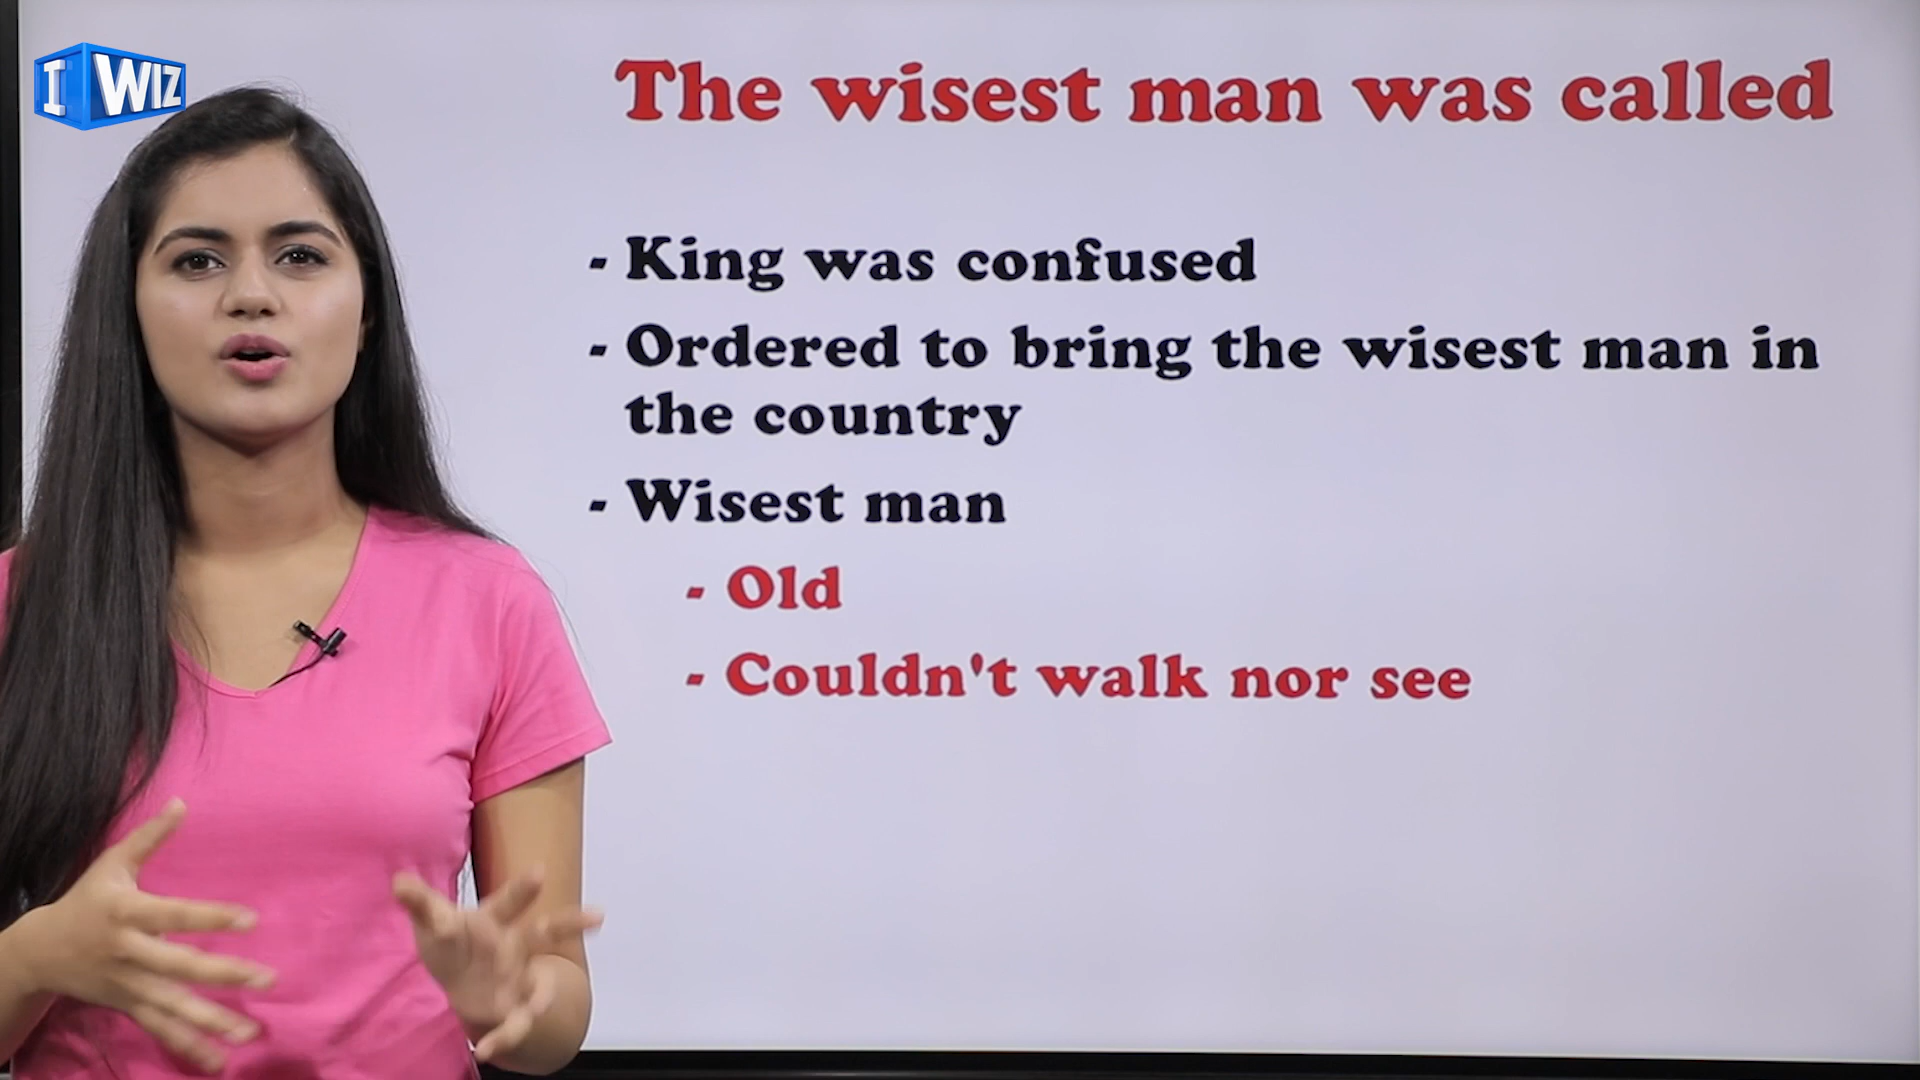 I WIZ
The wisest man was called
- King was confused
- Ordered to bring the wisest man in
the country
- Wisest man
- Old
- Couldn't walk nor see